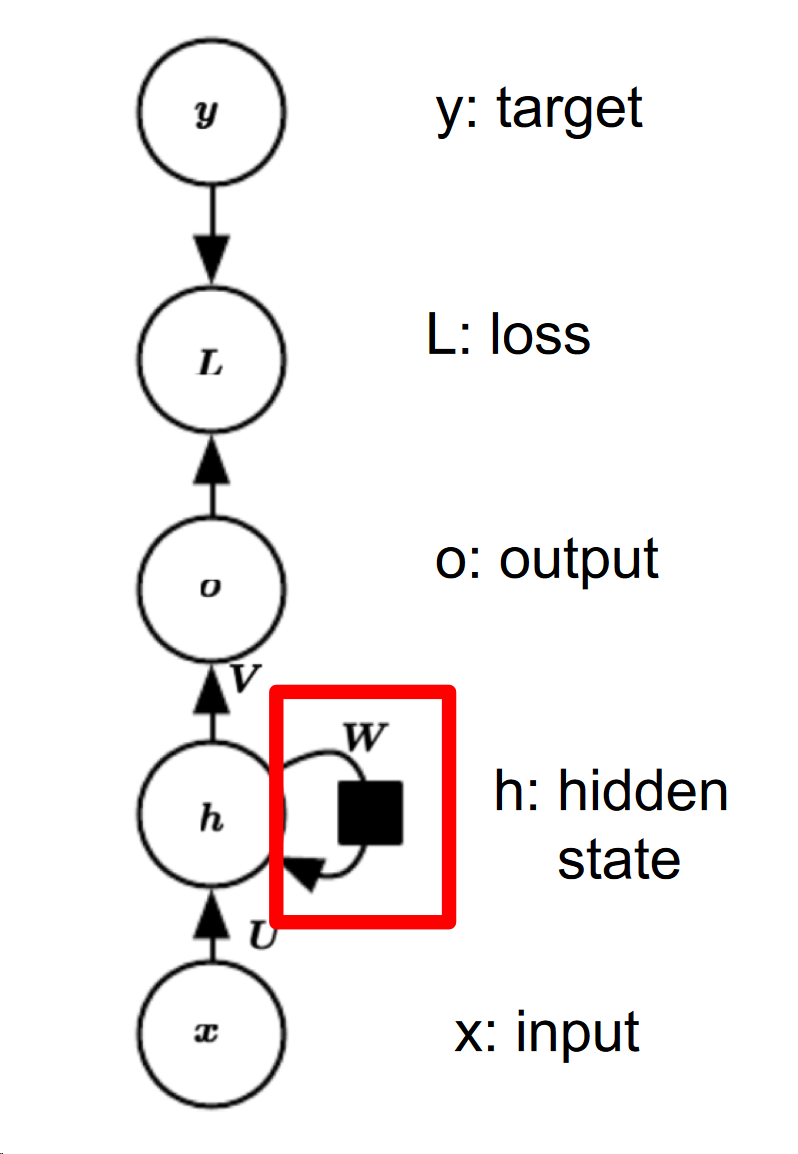 y
y: target
L
L: loss
o
o: output
V
W
h
h: hidden
state
U
x
x: input